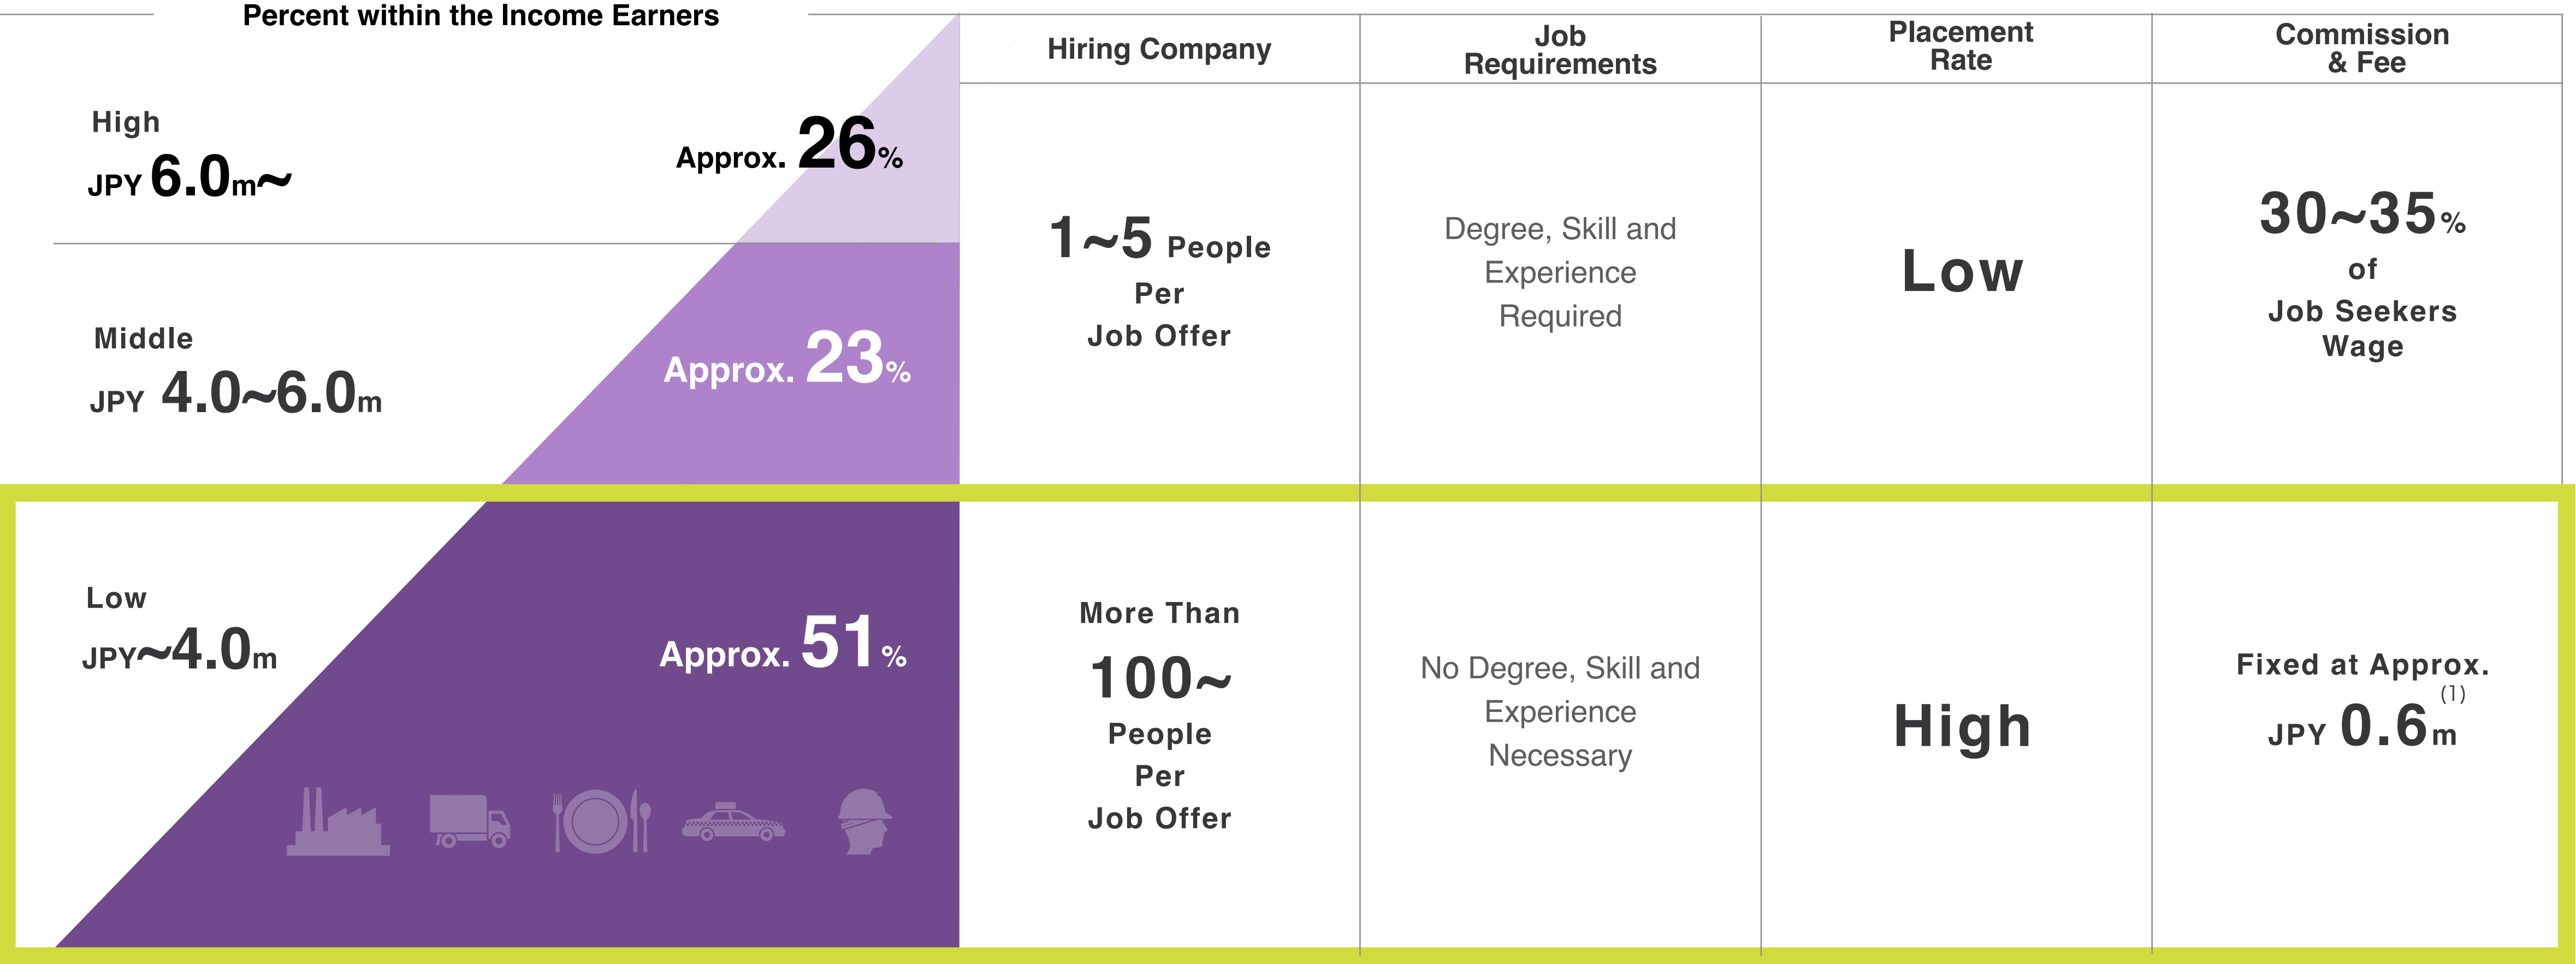 Percent within the Income Earners
Hiring Company
Job
Requirements
Placement
Rate
Commission
& Fee
High
JPY 6.0m~
Approx. 26%
Middle
JPY 4.0~6.0m
Approx. 23%
1~5 People
Per
Job Offer
Degree, Skill and
Experience
Required
Low
30~35%
of
Job Seekers
Wage
Low
JPY~4.0m
Approx. 51%
More Than
100~
People
Per
Job Offer
No Degree, Skill and
Experience
Necessary
High
Fixed at Approx.
(1)
JPY 0.6m